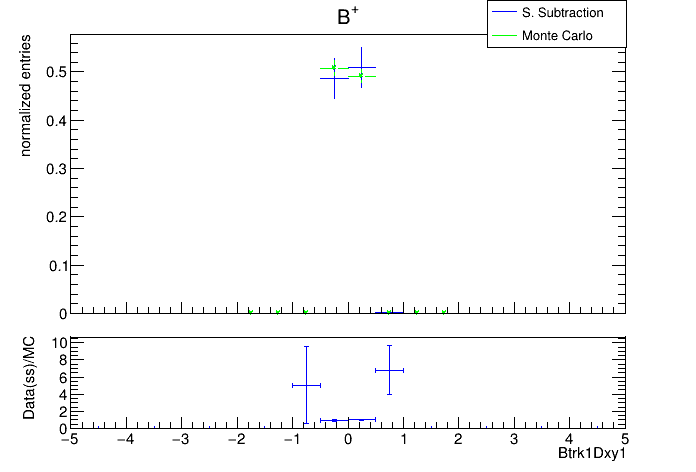 B+
S. Subtraction
Monte Carlo
normalized entries
0.5
0.4
0.3
0.2
0.1
0
Data(ss)/MC
10
8
6
4
2
0
−5 −4 −3 −2 −1 0 1 2 3 4 5
Btrk1Dxy1